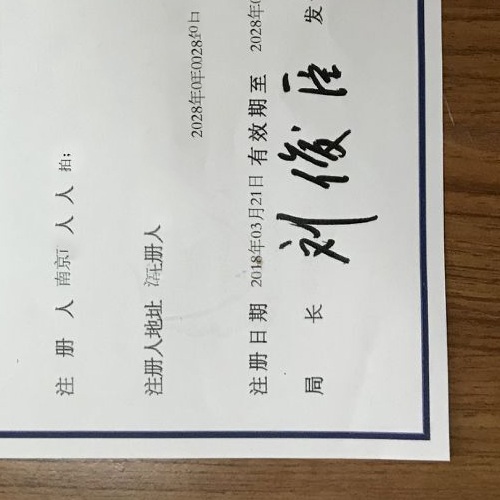 注 册 人 南京 人 人 拍:
注册人地址 册人
2028年0年0028年0日
注册日期 2018年03月21日 有效期至 2028年0
局 长 刘俊臣 发